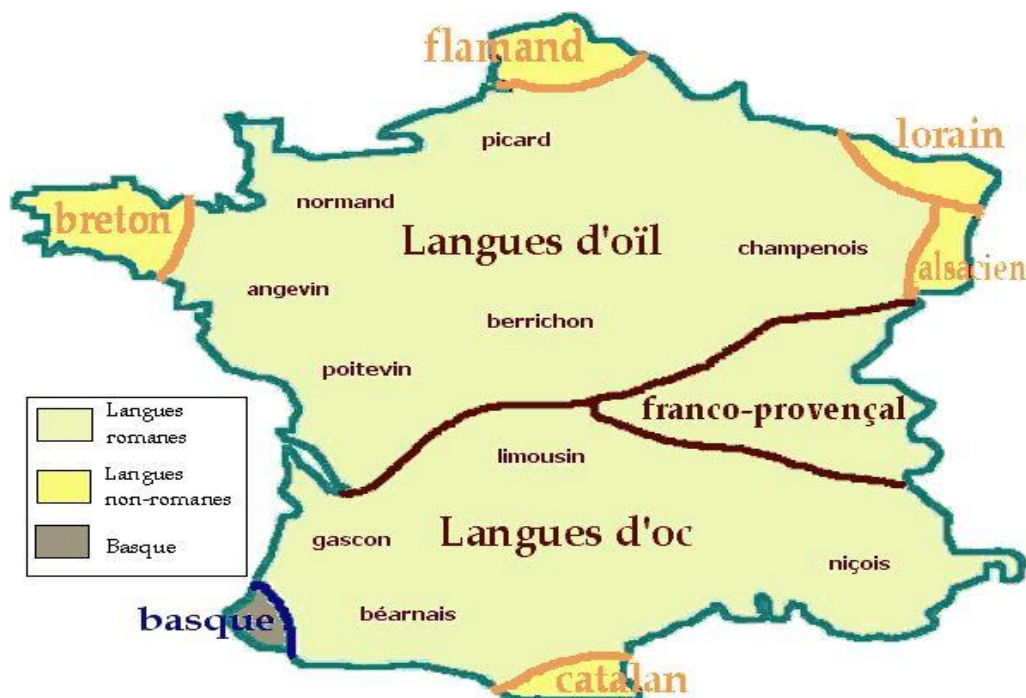 flamand
picard
lorain
normand
breton
Langues d'oïl
champenois
alsacien
angevin
berrichon
poitevin
franco-provençal
Langues
romanes
limousin
Langues
non-romanes
Langues d'oc
gascon
Basque
niçois
basque
béarnais
catalan